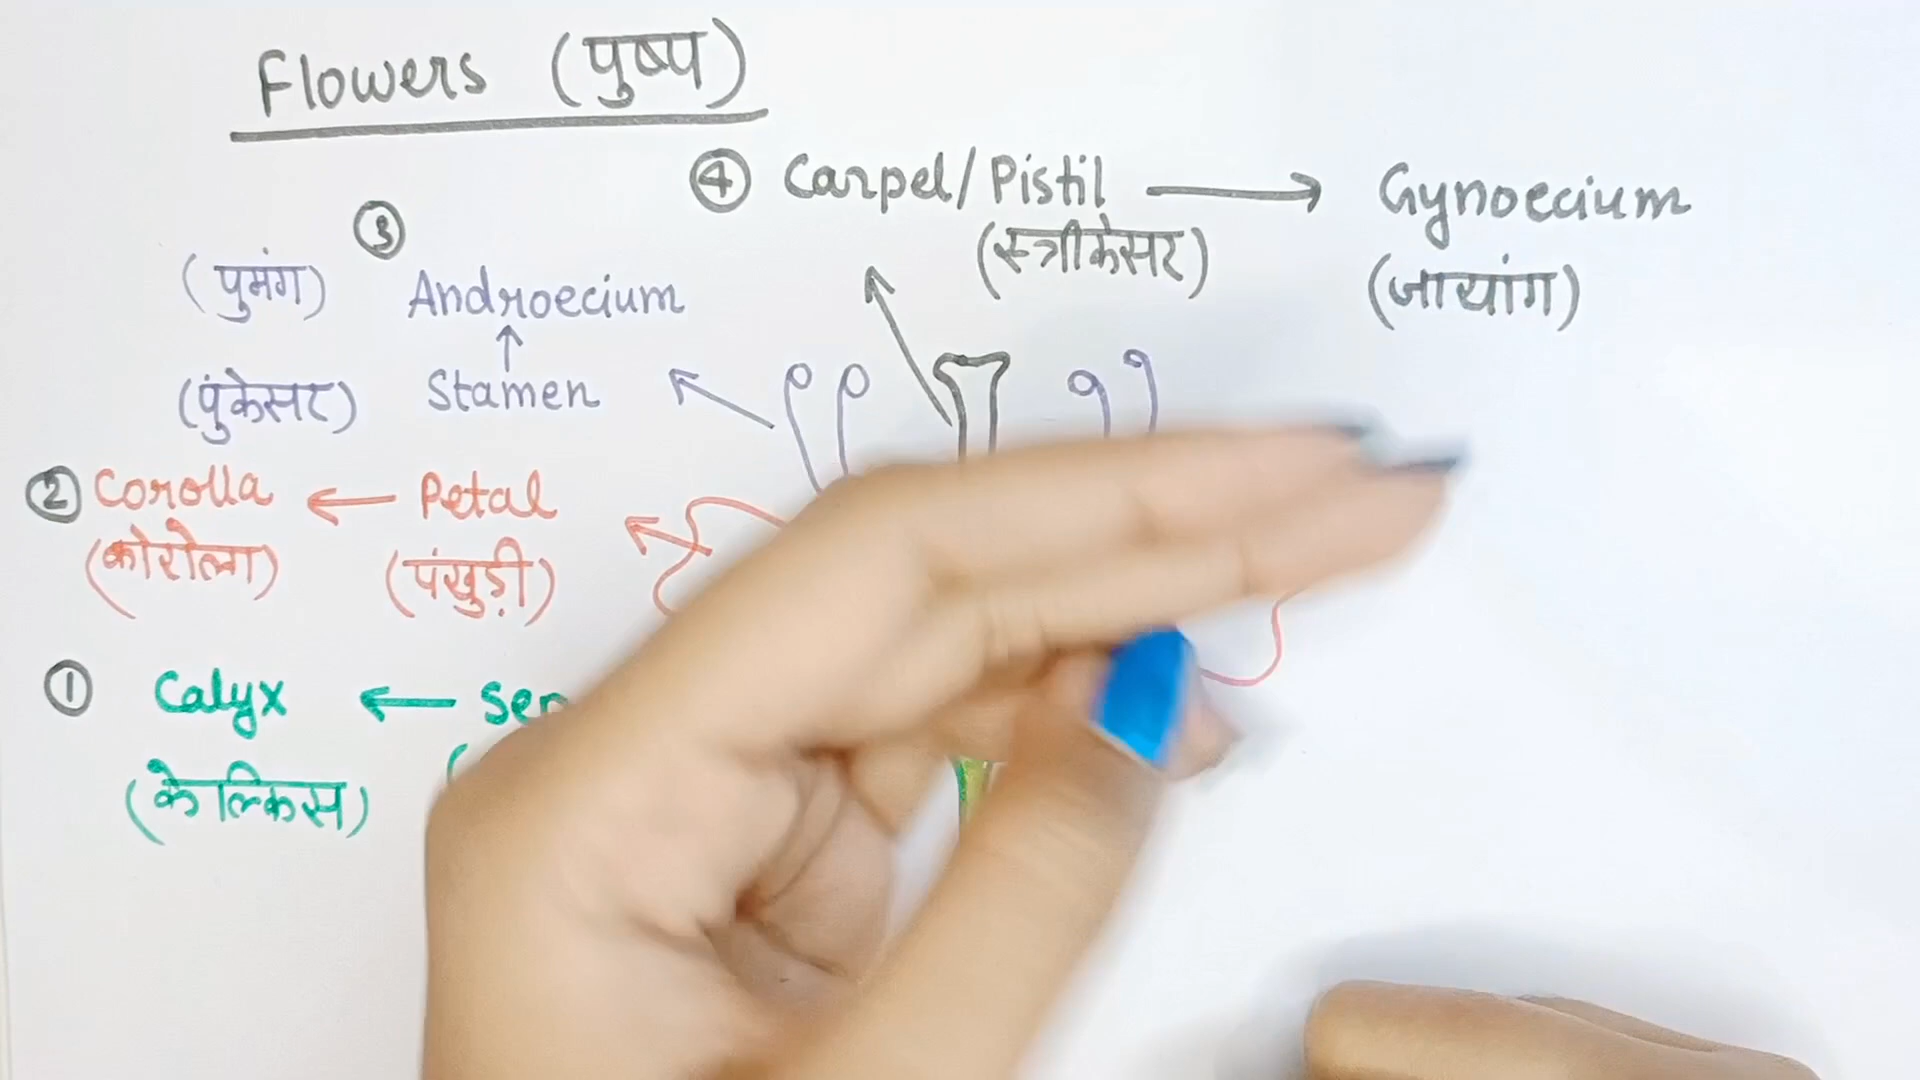 Flowers (पुष्प)
④ Carpel/Pistil → Gynoecium
(स्त्रीकेसर) (जायांग)
③
(पुमंग) Androecium
↑
(पुंकेसर) Stamen
② Corolla ← Petal
(कोरोला) (पंखुड़ी)
① Calyx ←
(केल्किस)